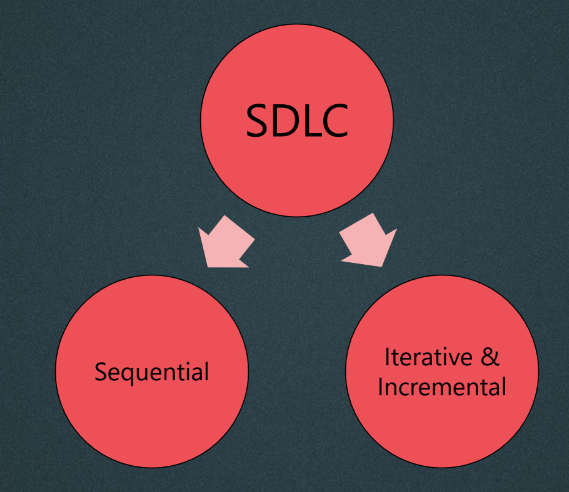 SDLC
Sequential
Iterative &
Incremental